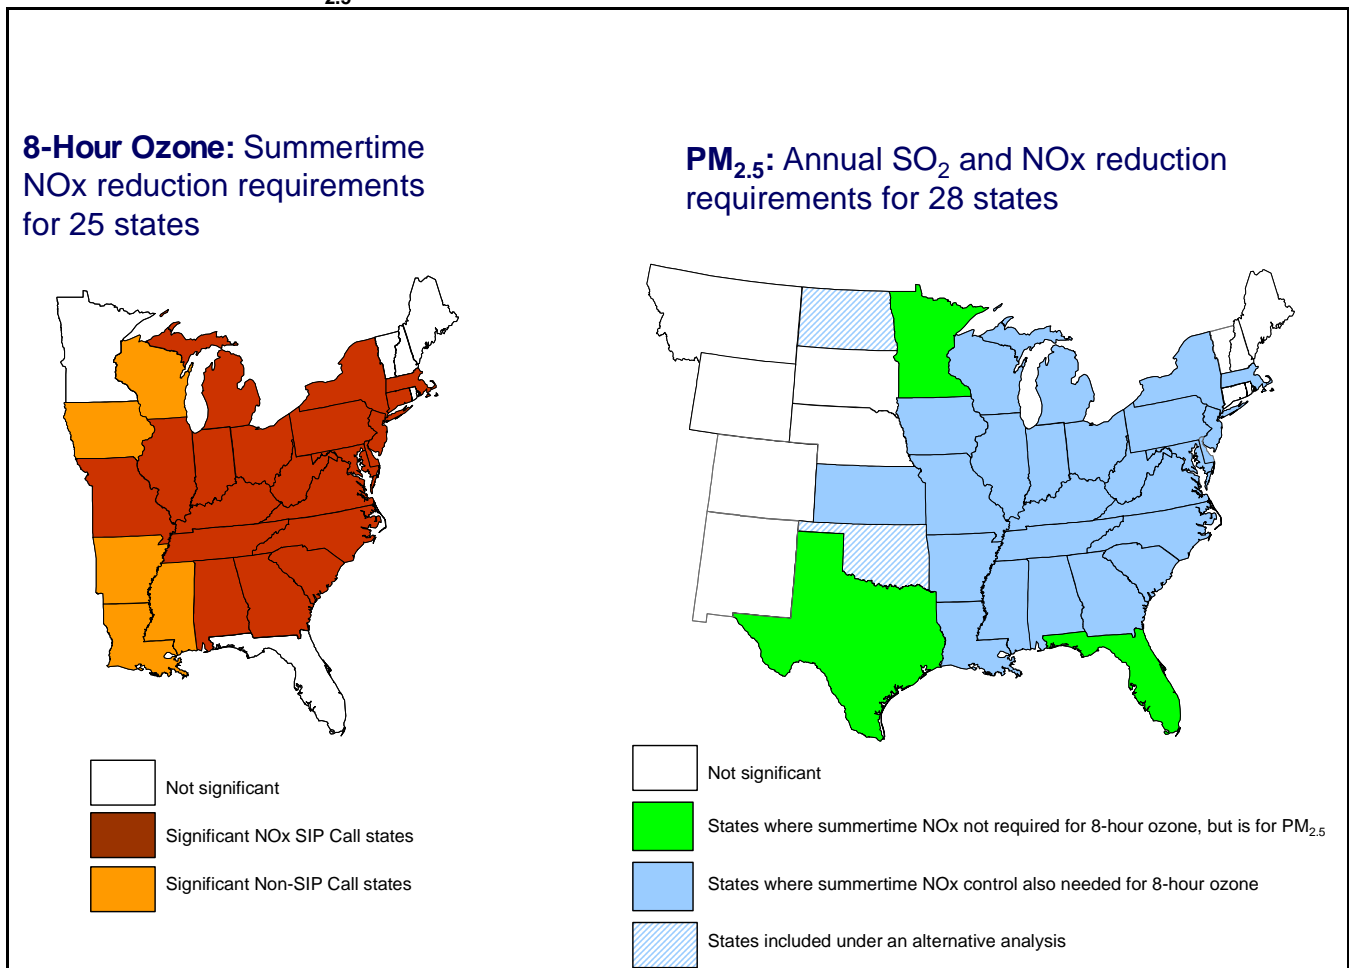 2.5
8-Hour Ozone: Summertime
NOx reduction requirements
for 25 states
PM2.5: Annual SO2 and NOx reduction
requirements for 28 states
Not significant
Significant NOx SIP Call states
Significant Non-SIP Call states
Not significant
States where summertime NOx not required for 8-hour ozone, but is for PM2.5
States where summertime NOx control also needed for 8-hour ozone
States included under an alternative analysis